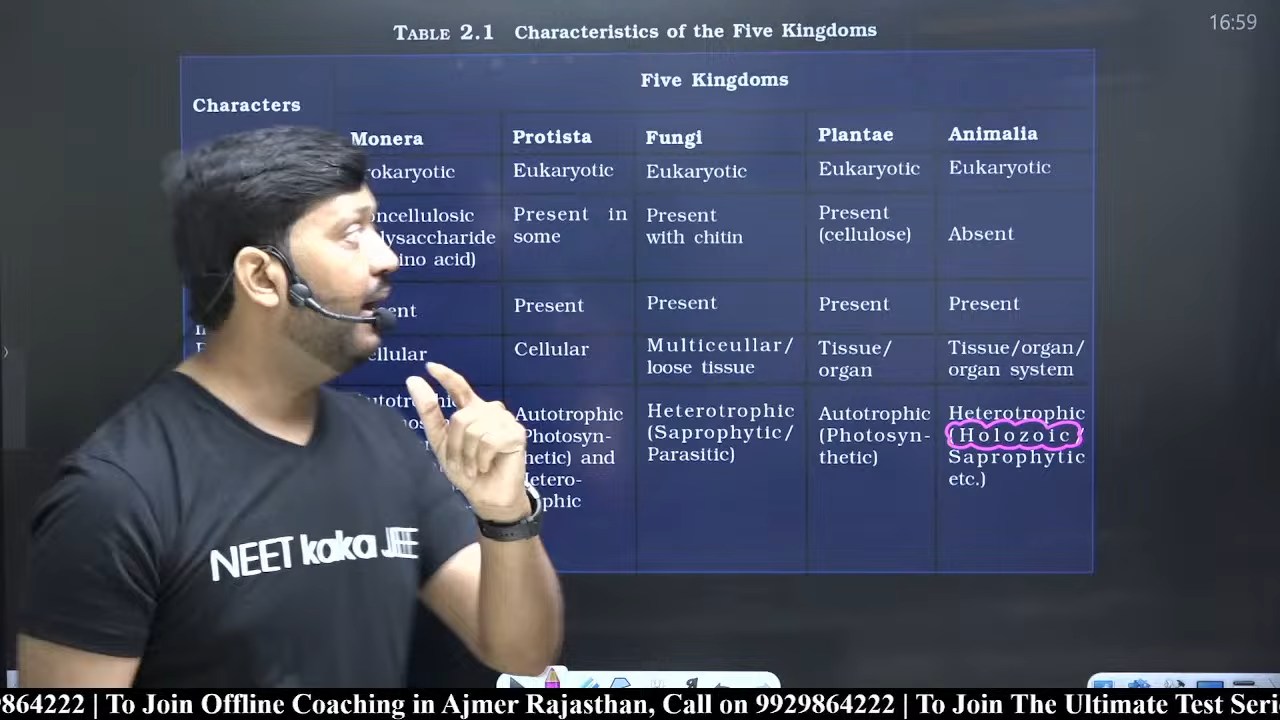 16:59
TABLE 2.1 Characteristics of the Five Kingdoms
Five Kingdoms
Characters
Monera Protista Fungi Plantae Animalia
rokaryotic Eukaryotic Eukaryotic Eukaryotic Eukaryotic
oncellulosic Present in Present Present
lysaccharide some with chitin (cellulose) Absent
ino acid)
ent Present Present Present Present
ellular Cellular Multiceullar/ Tissue/ Tissue/organ/
loose tissue organ organ system
Autotrophic Heterotrophic Autotrophic Heterotrophic
Photosyn- (Saprophytic/ (Photosyn- (Holozoic/
hetic) and Parasitic) thetic) Saprophytic
etero- etc.)
phic
NEET kaka JEE
9864222 | To Join Offline Coaching in Ajmer Rajasthan, Call on 9929864222 | To Join The Ultimate Test Seri